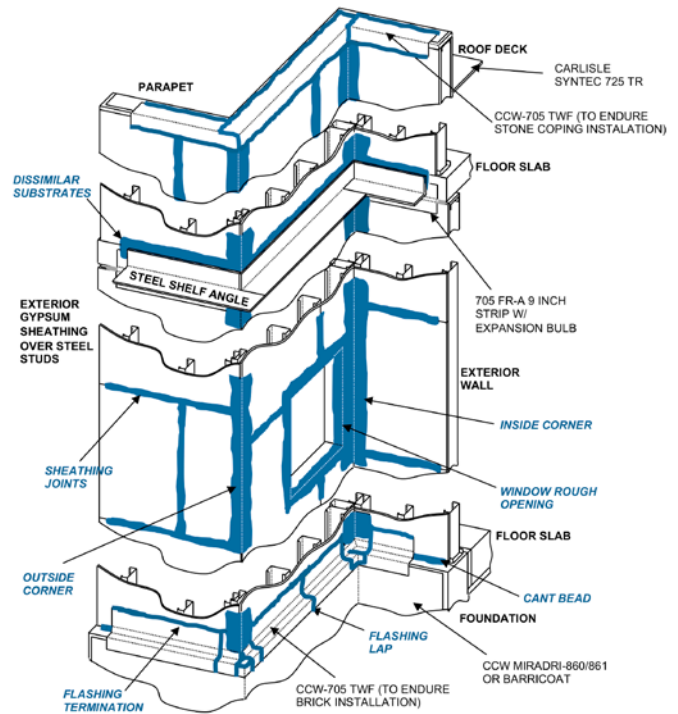 ROOF DECK
CARLISLE
SYNTEC 725 TR
PARAPET
CCW-705 TWF (TO ENDURE
STONE COPING INSTALATION)
FLOOR SLAB
DISSIMILAR
SUBSTRATES
STEEL SHELF ANGLE
705 FR-A 9 INCH
STRIP W/
EXPANSION BULB
EXTERIOR
GYPSUM
SHEATHING
OVER STEEL
STUDS
EXTERIOR
WALL
INSIDE CORNER
SHEATHING
JOINTS
WINDOW ROUGH
OPENING
FLOOR SLAB
OUTSIDE
CORNER
CANT BEAD
FOUNDATION
FLASHING
LAP
CCW MIRADRI-860/861
OR BARRICOAT
FLASHING
TERMINATION
CCW-705 TWF (TO ENDURE
BRICK INSTALLATION)